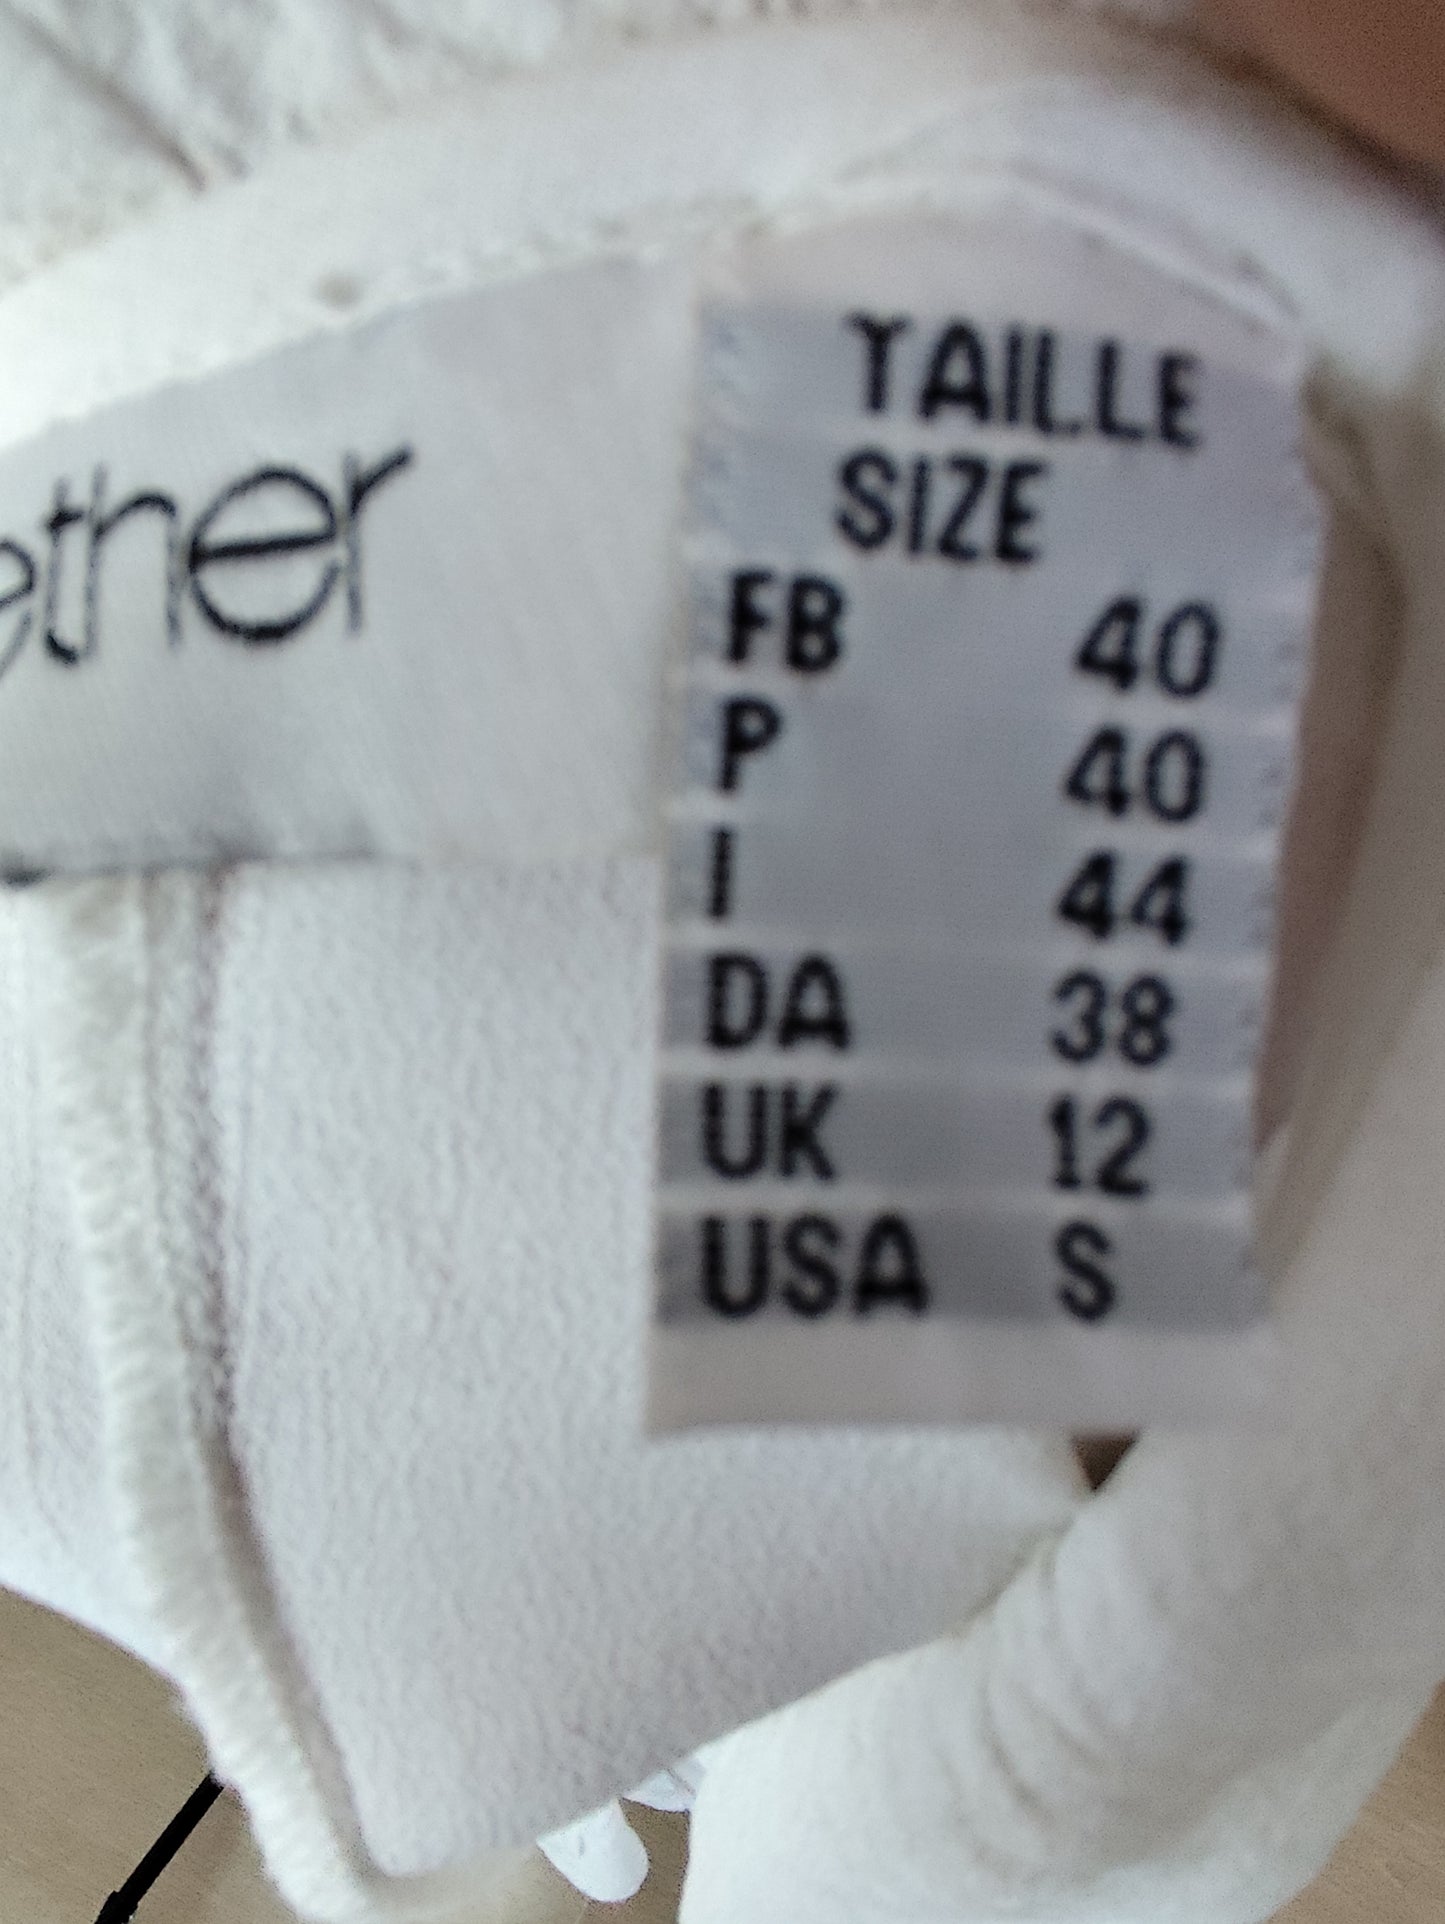 ether
TAILLE
SIZE
FB 40
P 40
I 44
DA 38
UK 12
USA S